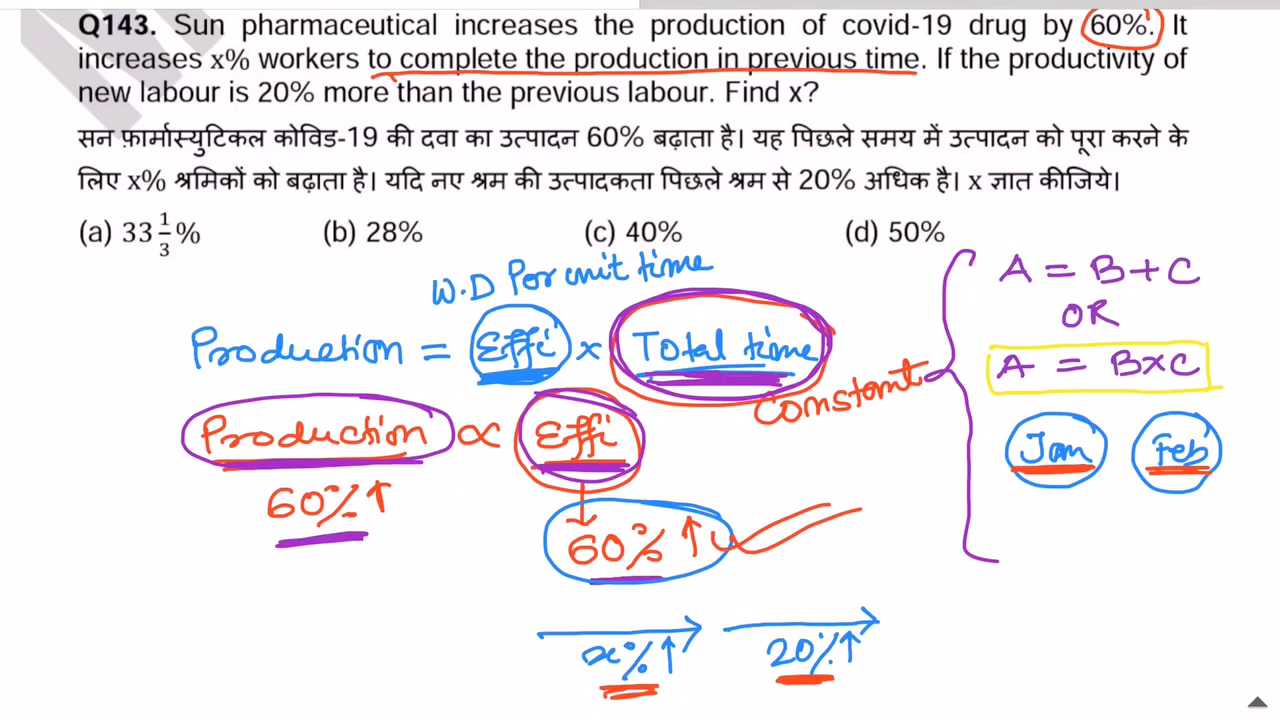 Q143. Sun pharmaceutical increases the production of covid-19 drug by 60%. It
increases x% workers to complete the production in previous time. If the productivity of
new labour is 20% more than the previous labour. Find x?
सन फ़ार्मास्युटिकल कोविड-19 की दवा का उत्पादन 60% बढ़ाता है। यह पिछले समय में उत्पादन को पूरा करने के
लिए x% श्रमिकों को बढ़ाता है। यदि नए श्रम की उत्पादकता पिछले श्रम से 20% अधिक है। x ज्ञात कीजिये।
(a) 33 1/3% (b) 28% (c) 40% (d) 50%
W.D Per unit time
Production = Effi × Total time
Constant
Production ∝ Effi
60%↑
60%↑
x%↑ 20%↑
A = B+C
OR
A = B×C
Jan Feb